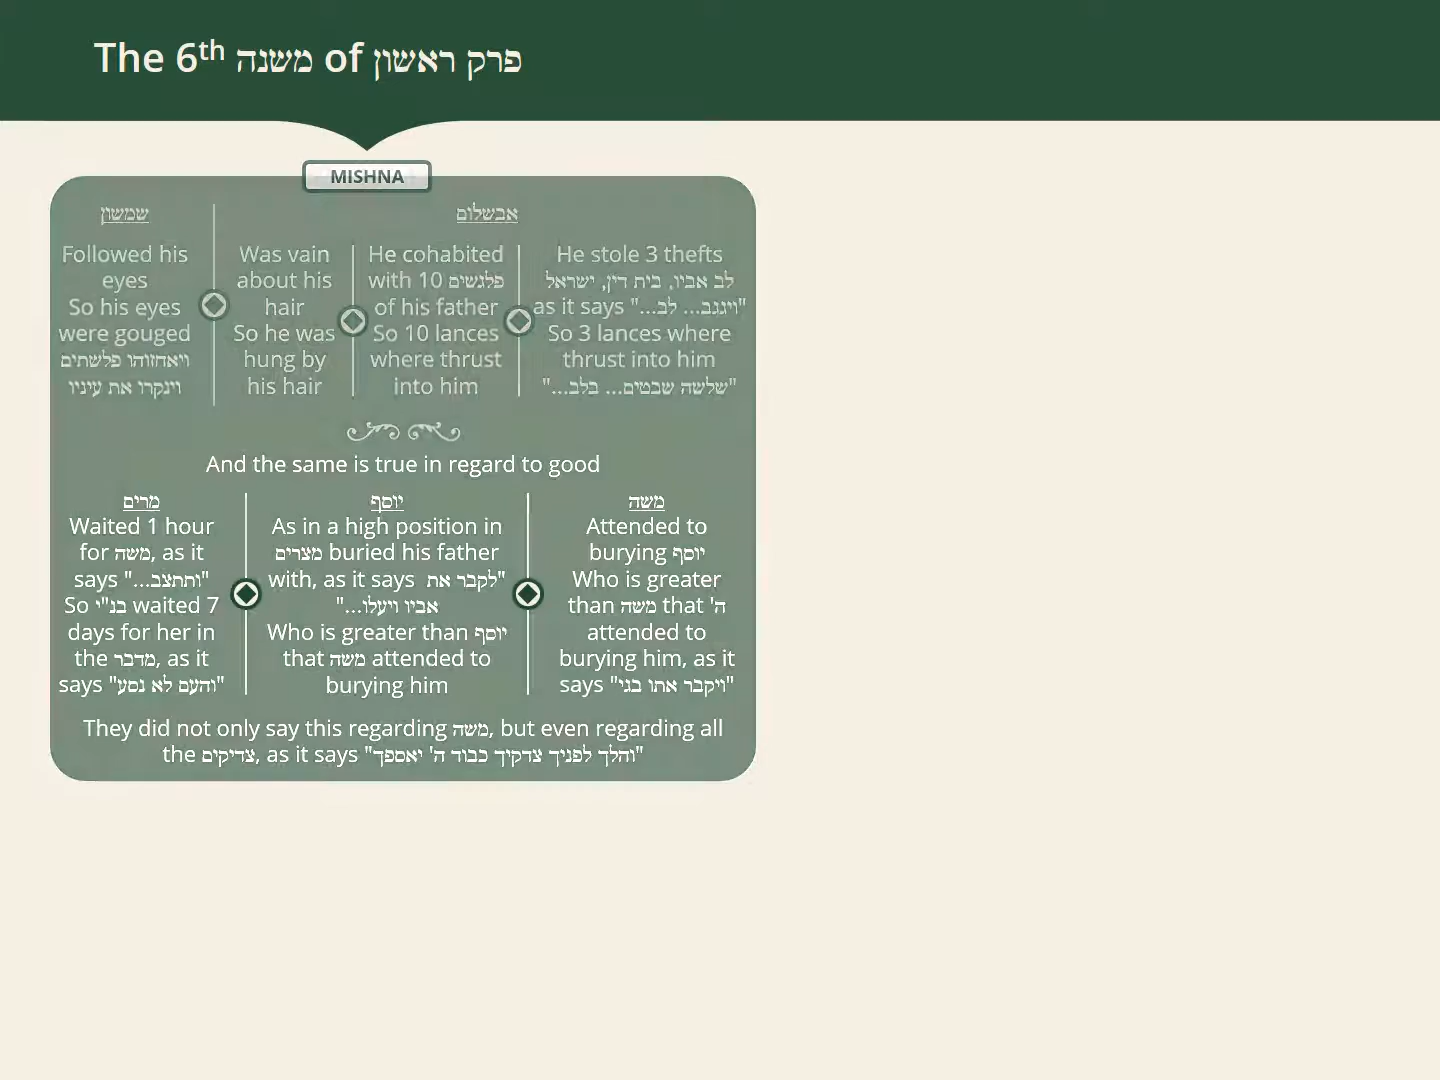 The 6th משנה of פרק ראשון
MISHNA
שמשון
Followed his
eyes
So his eyes
were gouged
ויאחזוהו פלשתים
וינקרו את עיניו
אבשלום
Was vain
about his
hair
So he was
hung by
his hair
He cohabited
with 10 פלגשים
of his father
So 10 lances
where thrust
into him
He stole 3 thefts
לב אביו, בית דין, ישראל
as it says "ויגנב... לב..."
So 3 lances where
thrust into him
"שלשה שבטים... בלב..."
And the same is true in regard to good
מרים
Waited 1 hour
for משה, as it
says "ותתצב..."
So בנ"י waited 7
days for her in
the מדבר, as it
says "והעם לא נסע"
יוסף
As in a high position in
מצרים buried his father
with, as it says "לקבר את
אביו ויעלו..."
Who is greater than יוסף
that משה attended to
burying him
משה
Attended to
burying יוסף
Who is greater
than משה that ה'
attended to
burying him, as it
says "ויקבר אתו בגי"
They did not only say this regarding משה, but even regarding all
the צדיקים, as it says "והלך לפניך צדקיך כבוד ה' יאספך"